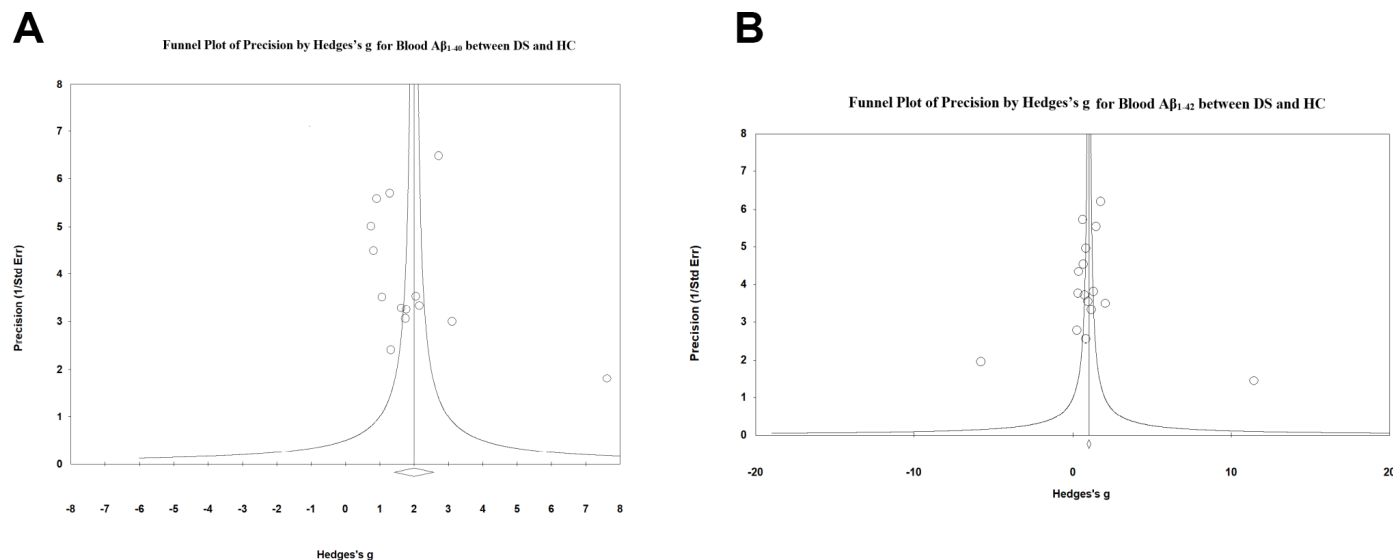 A
Funnel Plot of Precision by Hedges's g for Blood Aβ₁₋₄₀ between DS and HC
8
7
6
5
4
3
2
1
0
Precision (1/Std Err)
-8 -7 -6 -5 -4 -3 -2 -1 0 1 2 3 4 5 6 7 8
Hedges's g
B
Funnel Plot of Precision by Hedges's g for Blood Aβ₁₋₄₂ between DS and HC
8
7
6
5
4
3
2
1
0
Precision (1/Std Err)
-20 -10 0 10 20
Hedges's g